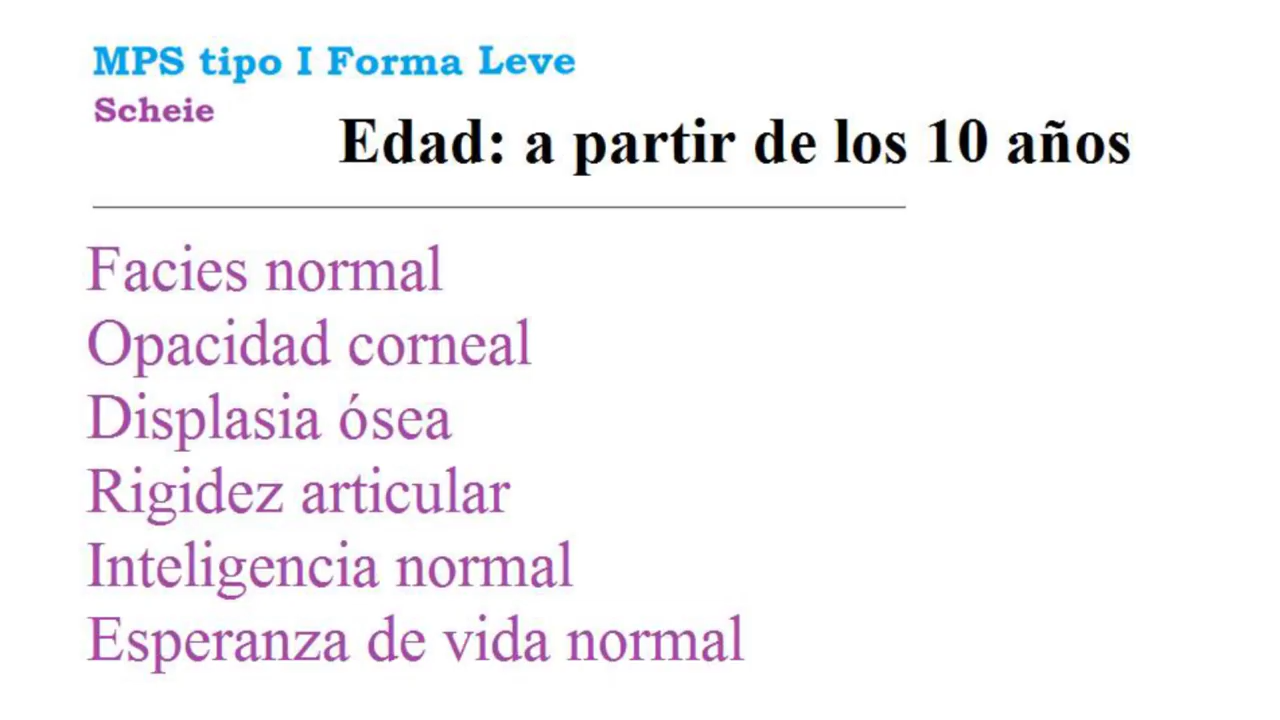 MPS tipo I Forma Leve
Scheie
Edad: a partir de los 10 años
Facies normal
Opacidad corneal
Displasia ósea
Rigidez articular
Inteligencia normal
Esperanza de vida normal